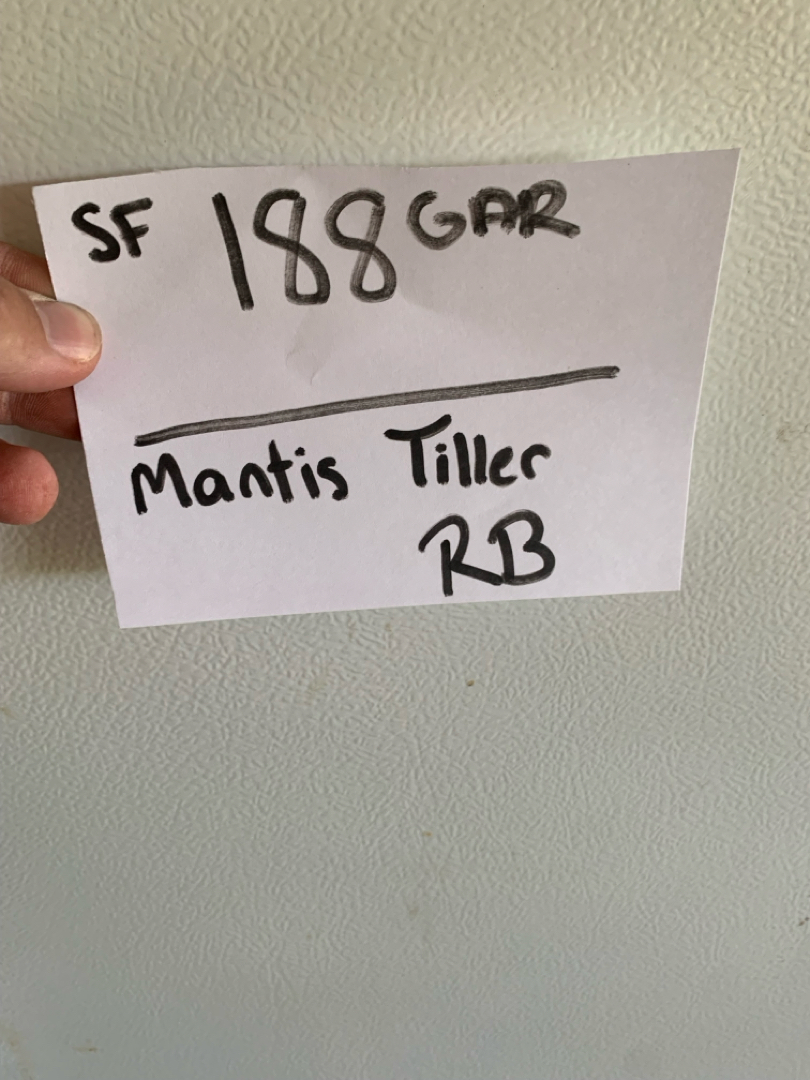 SF 188 GAR
Mantis Tiller
RB